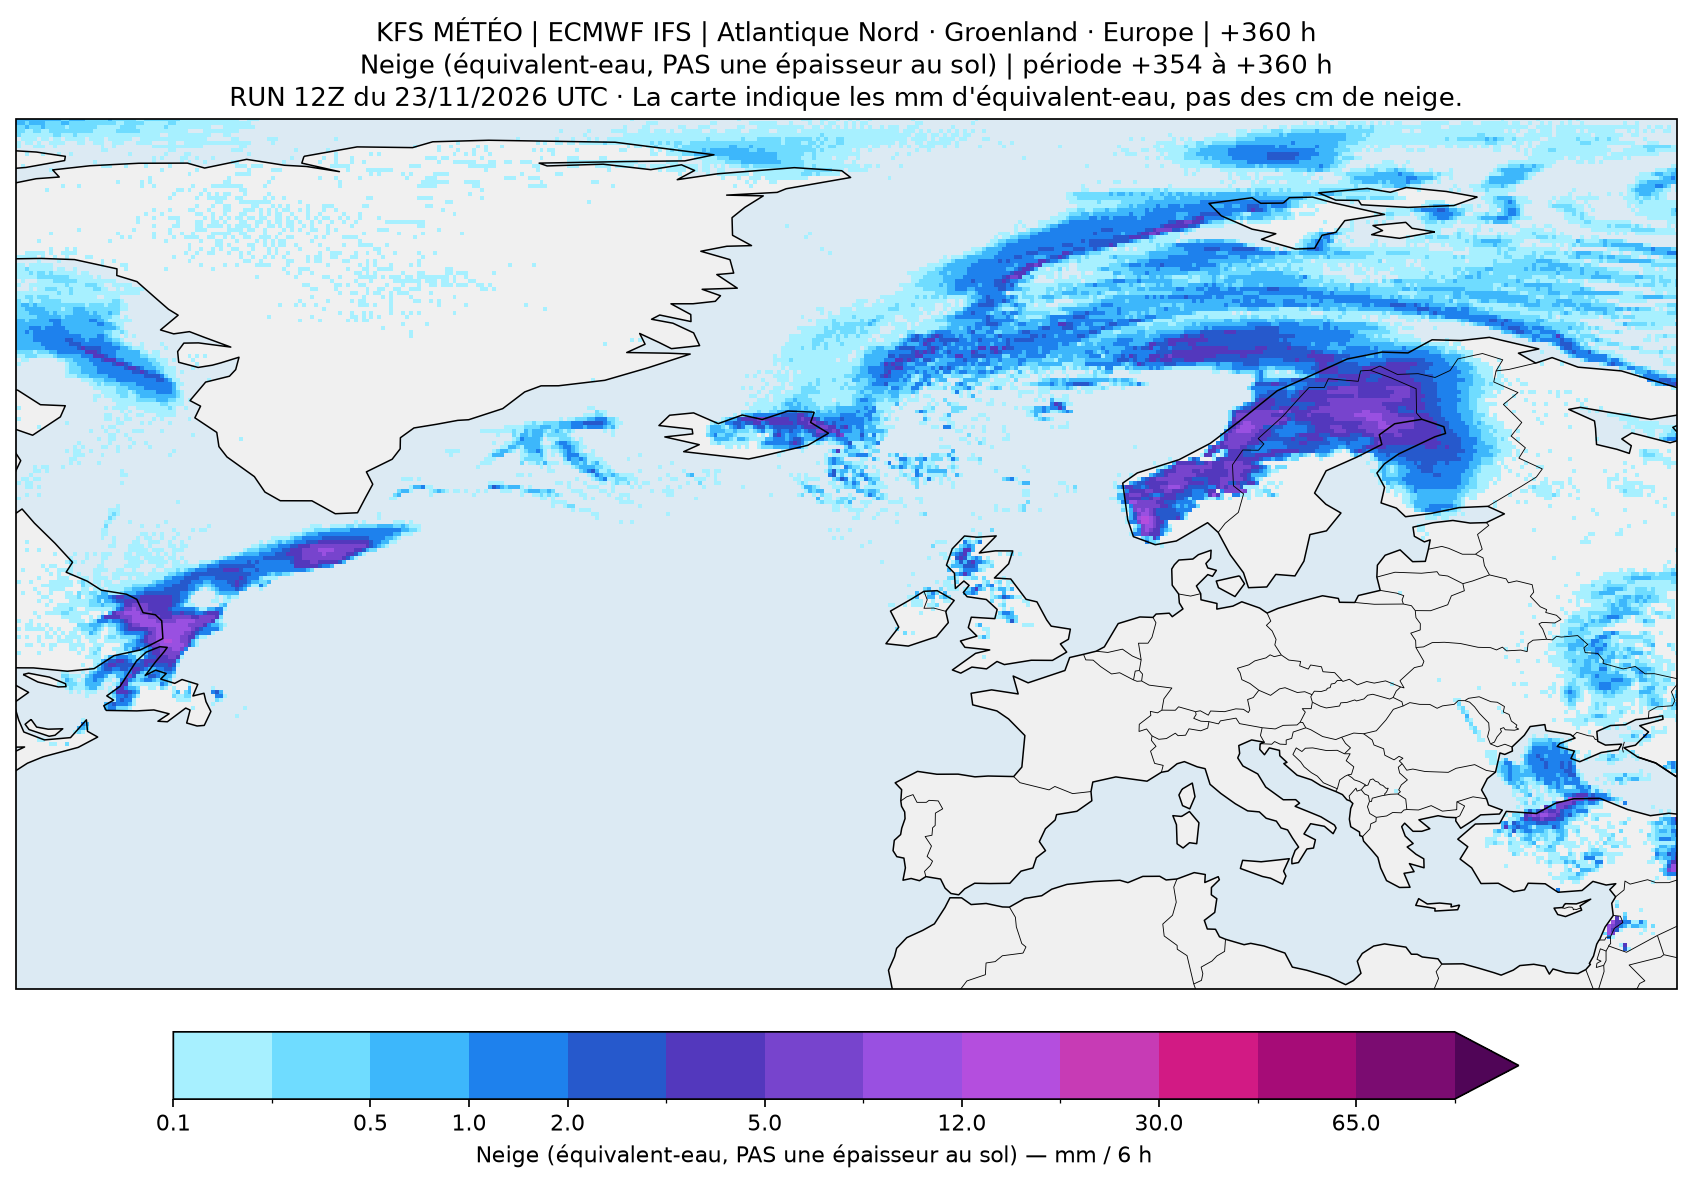 KFS MÉTÉO | ECMWF IFS | Atlantique Nord · Groenland · Europe | +360 h
Neige (équivalent-eau, PAS une épaisseur au sol) | période +354 à +360 h
RUN 12Z du 23/11/2026 UTC · La carte indique les mm d'équivalent-eau, pas des cm de neige.
0.1 0.5 1.0 2.0 5.0 12.0 30.0 65.0
Neige (équivalent-eau, PAS une épaisseur au sol) — mm / 6 h